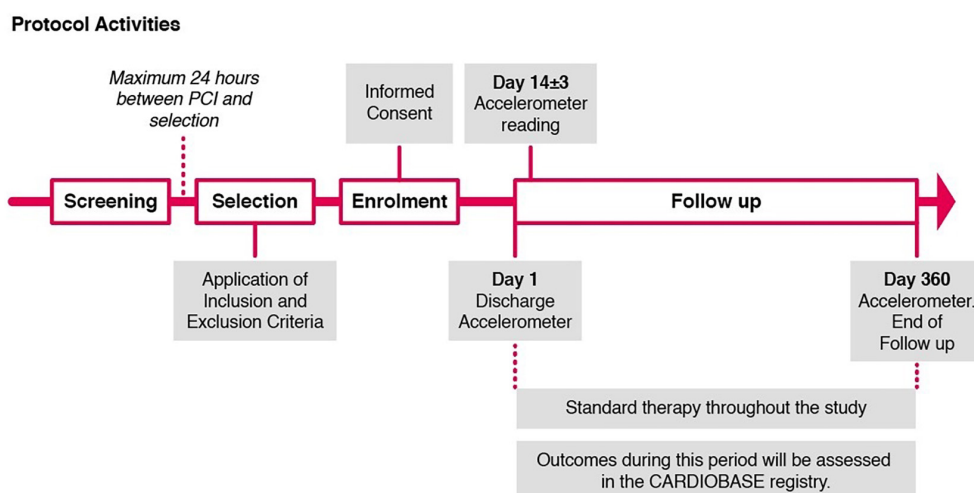 Protocol Activities
Maximum 24 hours
between PCI and
selection
Informed
Consent
Day 14±3
Accelerometer
reading
Screening
Selection
Enrolment
Follow up
Application of
Inclusion and
Exclusion Criteria
Day 1
Discharge
Accelerometer
Day 360
Accelerometer.
End of
Follow up
Standard therapy throughout the study
Outcomes during this period will be assessed
in the CARDIOBASE registry.